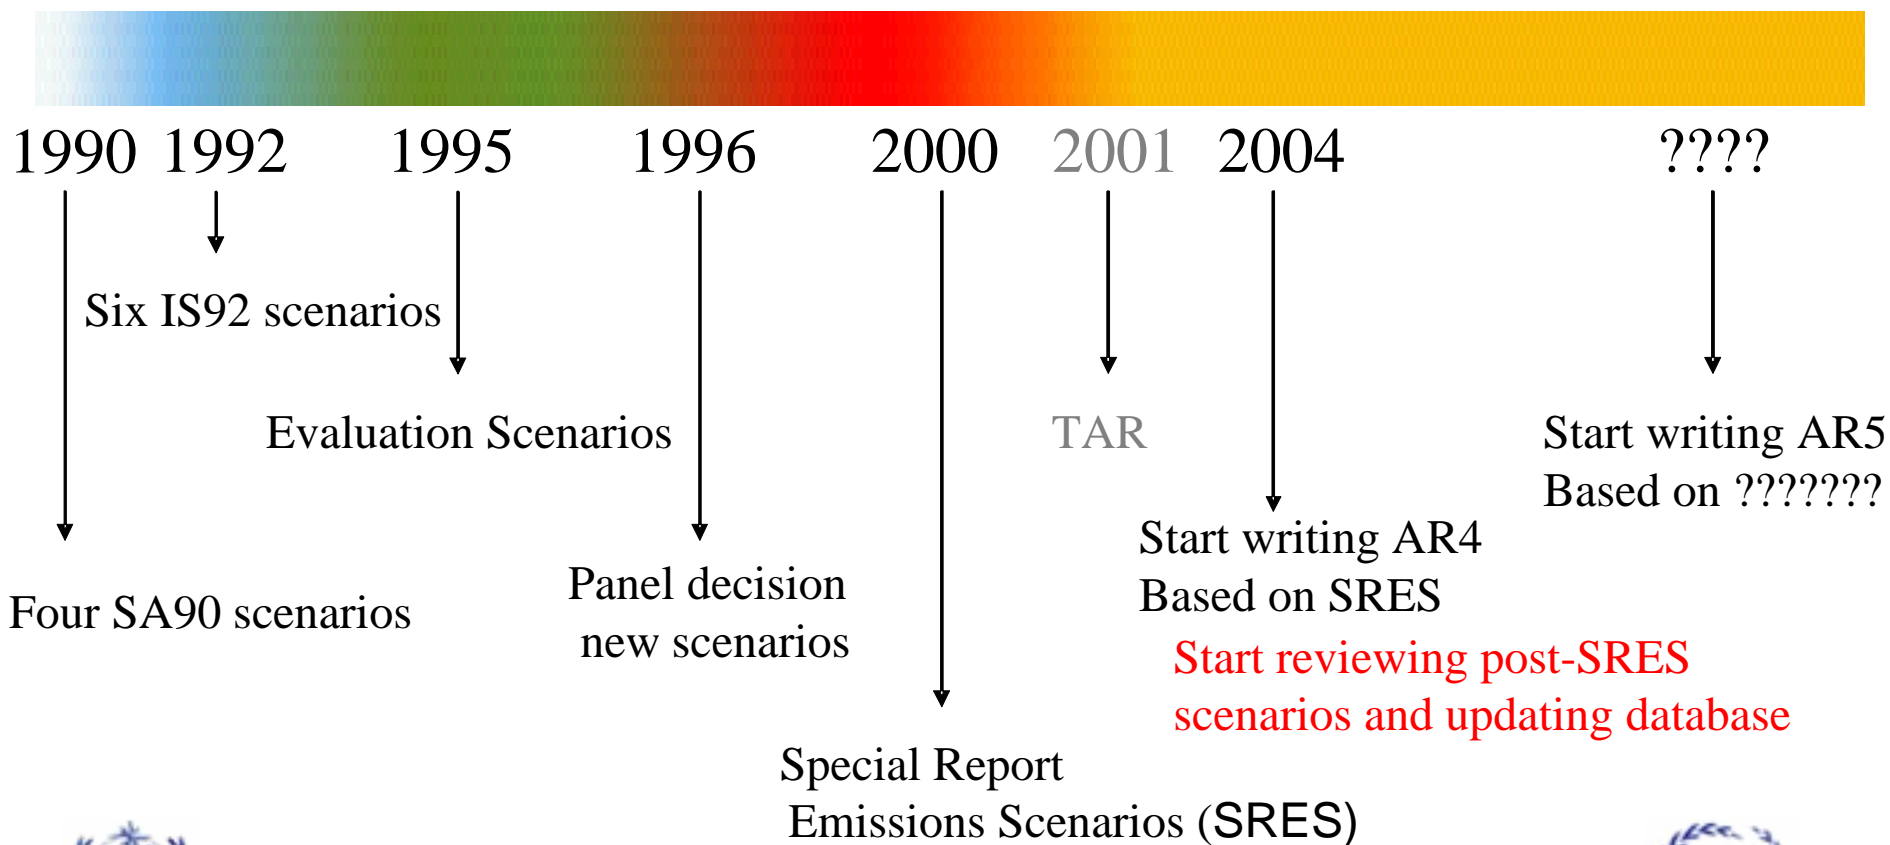 1990 1992 1995 1996 2000 2001 2004 ????
Six IS92 scenarios
Evaluation Scenarios
TAR
Start writing AR5
Based on ???????
Start writing AR4
Based on SRES
Four SA90 scenarios
Panel decision
new scenarios
Start reviewing post-SRES
scenarios and updating database
Special Report
Emissions Scenarios (SRES)